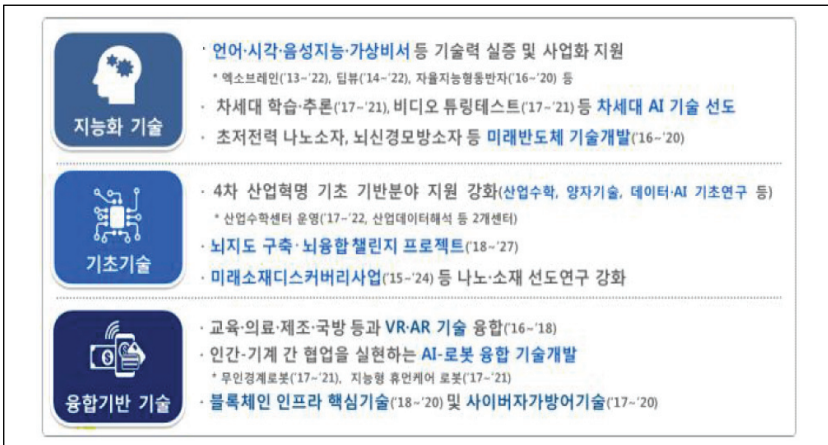 지능화 기술
· 언어·시각·음성지능·가상비서 등 기술력 실증 및 사업화 지원
* 엑소브레인('13~'22), 딥뷰('14~'22), 자율지능형동반자('16~'20) 등
· 차세대 학습·추론('17~'21), 비디오 튜링테스트('17~'21) 등 차세대 AI 기술 선도
· 초저전력 나노소자, 뇌신경모방소자 등 미래반도체 기술개발('16~'20)
기초기술
· 4차 산업혁명 기초 기반분야 지원 강화(산업수학, 양자기술, 데이터·AI 기초연구 등)
* 산업수학센터 운영('17~'22, 산업데이터해석 등 2개센터)
· 뇌지도 구축·뇌융합 챌린지 프로젝트('18~'27)
· 미래소재디스커버리사업('15~'24) 등 나노·소재 선도연구 강화
융합기반 기술
· 교육·의료·제조·국방 등과 VR·AR 기술 융합('16~'18)
· 인간-기계 간 협업을 실현하는 AI-로봇 융합 기술개발
* 무인경계로봇('17~'21), 지능형 휴먼케어 로봇('17~'21)
· 블록체인 인프라 핵심기술('18~'20) 및 사이버자가방어기술('17~'20)